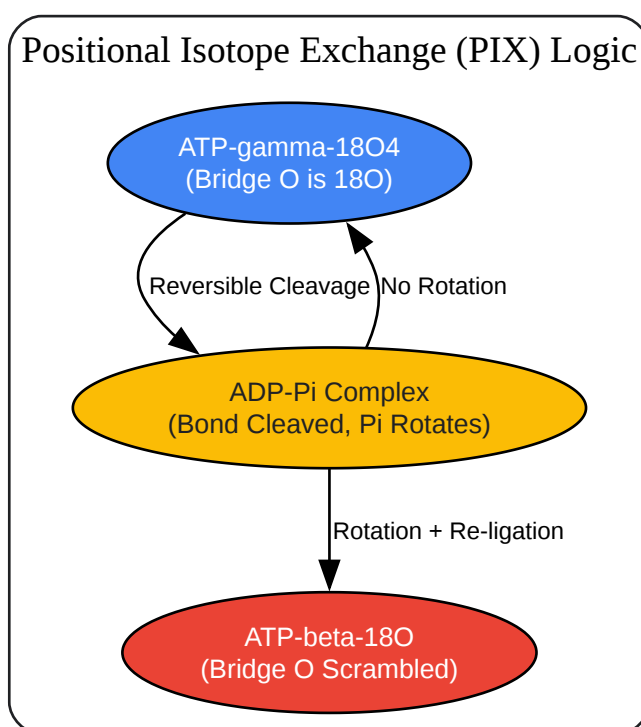 Positional Isotope Exchange (PIX) Logic
ATP-gamma-18O4
(Bridge O is 18O)
Reversible Cleavage
No Rotation
ADP-Pi Complex
(Bond Cleaved, Pi Rotates)
Rotation + Re-ligation
ATP-beta-18O
(Bridge O Scrambled)